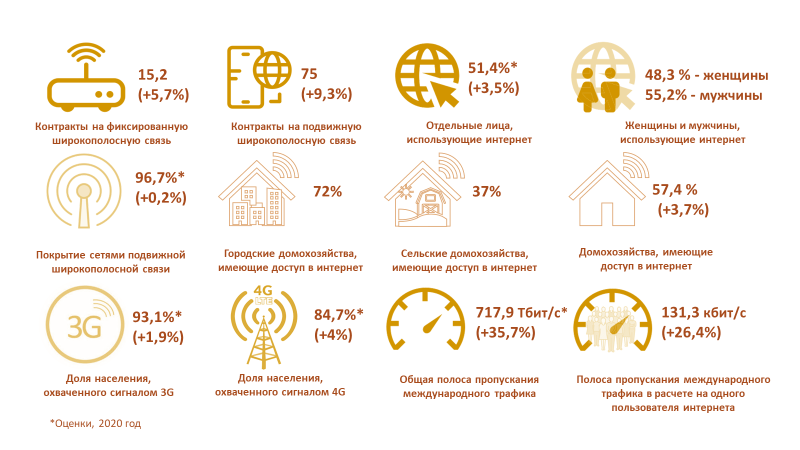 15,2
(+5,7%)
Контракты на фиксированную
широкополосную связь
75
(+9,3%)
Контракты на подвижную
широкополосную связь
51,4%*
(+3,5%)
Отдельные лица,
использующие интернет
48,3 % - женщины
55,2% - мужчины
Женщины и мужчины,
использующие интернет
96,7%*
(+0,2%)
Покрытие сетями подвижной
широкополосной связи
72%
Городские домохозяйства,
имеющие доступ в интернет
37%
Сельские домохозяйства,
имеющие доступ в интернет
57,4 %
(+3,7%)
Домохозяйства, имеющие
доступ в интернет
3G
93,1%*
(+1,9%)
Доля населения,
охваченного сигналом 3G
4G
LTE
84,7%*
(+4%)
Доля населения,
охваченного сигналом 4G
717,9 Тбит/с*
(+35,7%)
Общая полоса пропускания
международного трафика
131,3 кбит/с
(+26,4%)
Полоса пропускания международного
трафика в расчете на одного
пользователя интернета
*Оценки, 2020 год